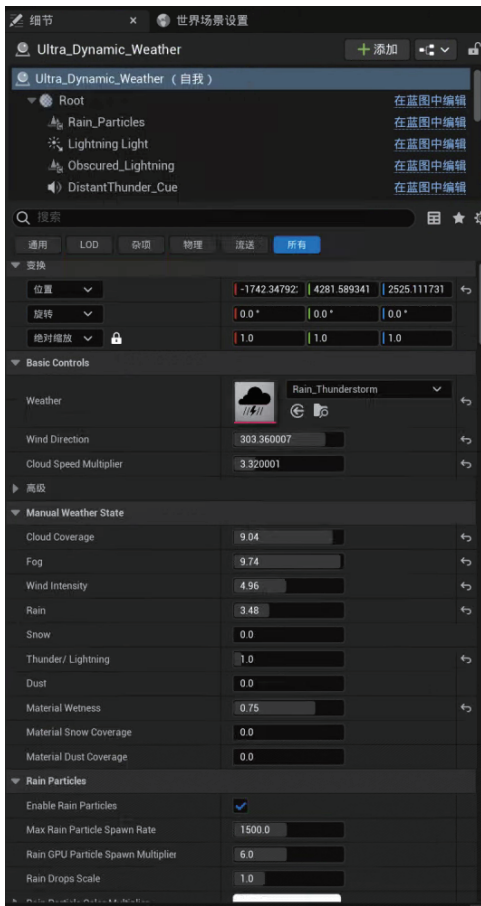 细节 × 世界场景设置
Ultra_Dynamic_Weather 添加
Ultra_Dynamic_Weather （自我）
Root 在蓝图中编辑
Rain_Particles 在蓝图中编辑
Lightning Light 在蓝图中编辑
Obscured_Lightning 在蓝图中编辑
DistantThunder_Cue 在蓝图中编辑
搜索
通用 LOD 杂项 物理 流送 所有
变换
位置 -1742.34792 4281.589341 2525.111731
旋转 0.0 ° 0.0 ° 0.0 °
绝对缩放 1.0 1.0 1.0
Basic Controls
Weather Rain_Thunderstorm
Wind Direction 303.360007
Cloud Speed Multiplier 3.320001
高级
Manual Weather State
Cloud Coverage 9.04
Fog 9.74
Wind Intensity 4.96
Rain 3.48
Snow 0.0
Thunder/ Lightning 1.0
Dust 0.0
Material Wetness 0.75
Material Snow Coverage 0.0
Material Dust Coverage 0.0
Rain Particles
Enable Rain Particles
Max Rain Particle Spawn Rate 1500.0
Rain GPU Particle Spawn Multiplier 6.0
Rain Drops Scale 1.0